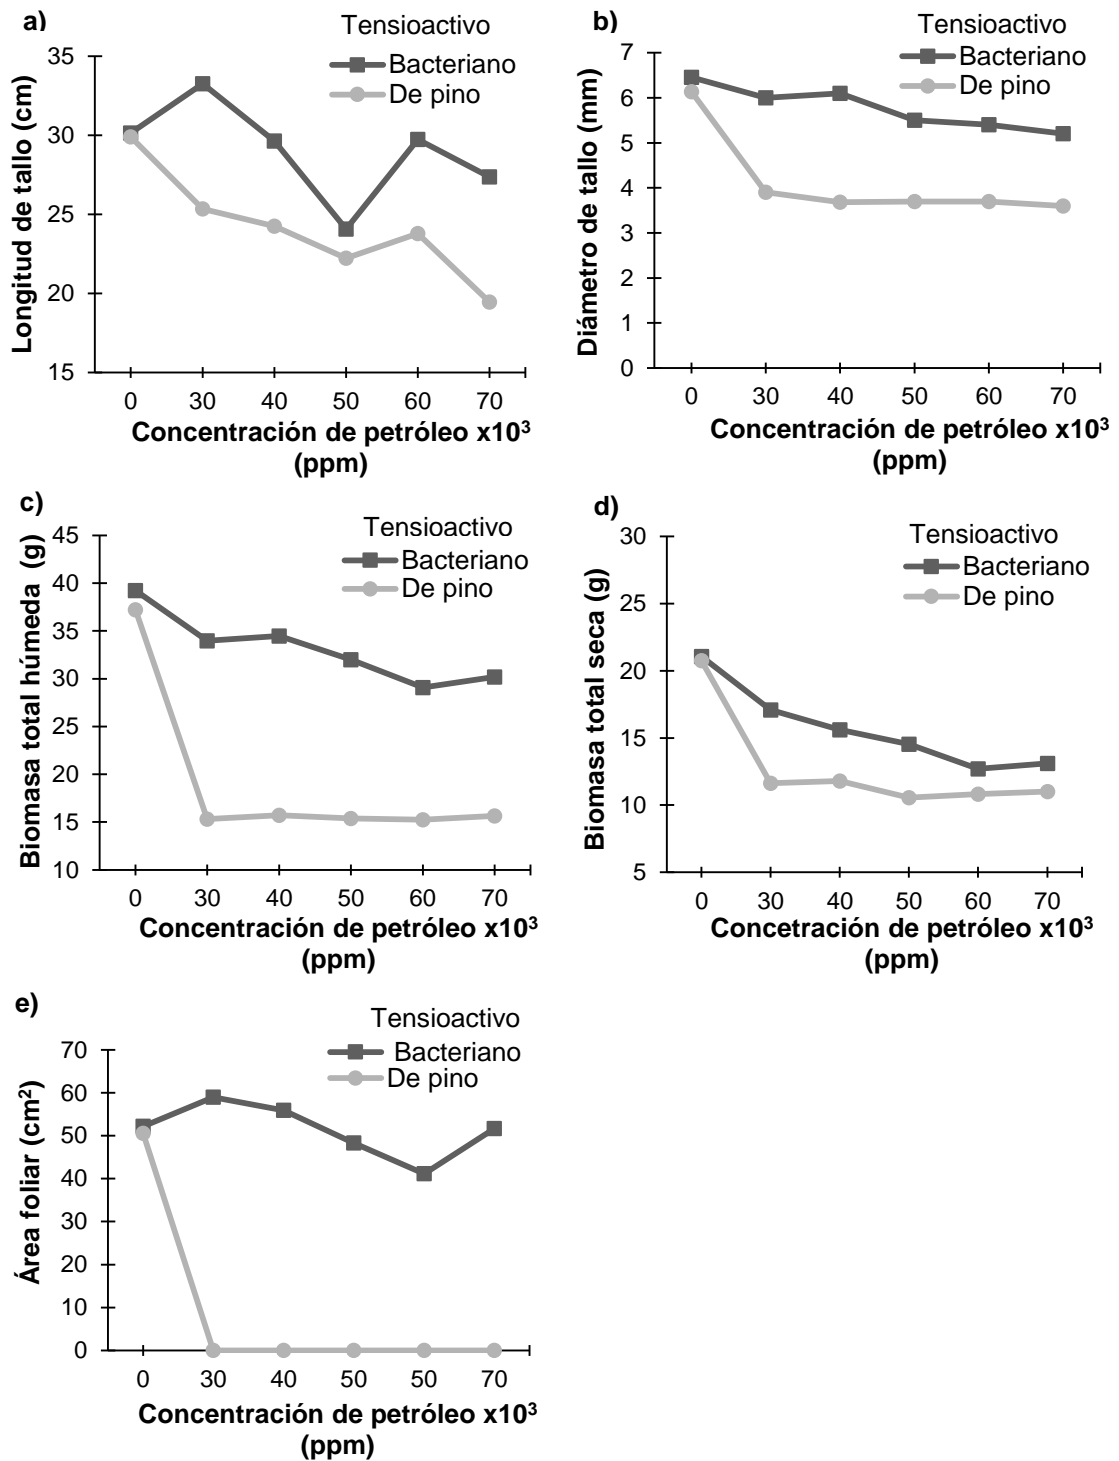 a)
Tensioactivo
Bacteriano
De pino
Longitud de tallo (cm)
35
30
25
20
15
0 30 40 50 60 70
Concentración de petróleo x10³
(ppm)
b)
Tensioactivo
Bacteriano
De pino
Diámetro de tallo (mm)
7
6
5
4
3
2
1
0
0 30 40 50 60 70
Concentración de petróleo x10³
(ppm)
c)
Tensioactivo
Bacteriano
De pino
Biomasa total húmeda (g)
45
40
35
30
25
20
15
10
0 30 40 50 60 70
Concentración de petróleo x10³
(ppm)
d)
Tensioactivo
Bacteriano
De pino
Biomasa total seca (g)
30
25
20
15
10
5
0 30 40 50 60 70
Concetración de petróleo x10³
(ppm)
e)
Tensioactivo
Bacteriano
De pino
Área foliar (cm²)
70
60
50
40
30
20
10
0
0 30 40 50 50 70
Concentración de petróleo x10³
(ppm)